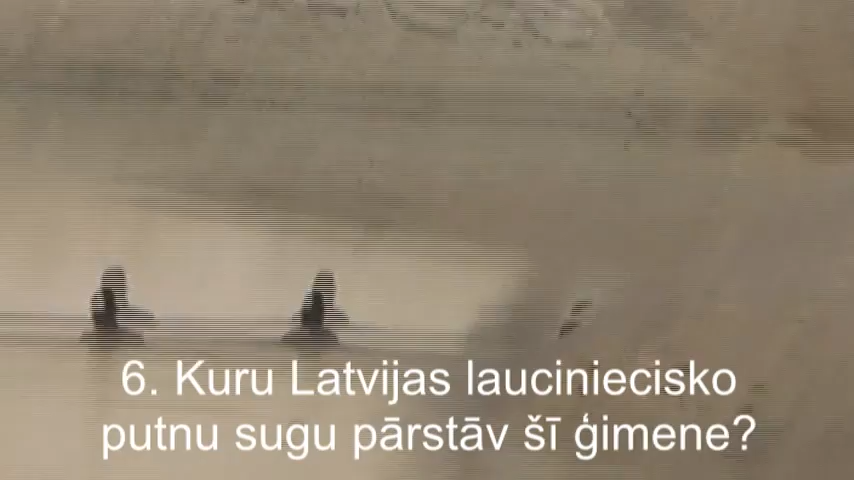 6. Kuru Latvijas lauciniecisko
putnu sugu pārstāv šī ģimene?